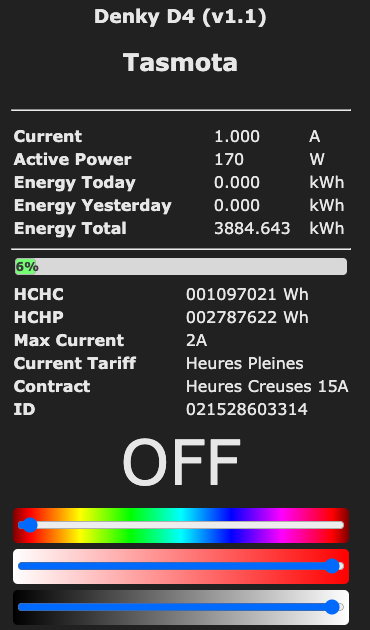 Denky D4 (v1.1)
Tasmota
Current 1.000 A
Active Power 170 W
Energy Today 0.000 kWh
Energy Yesterday 0.000 kWh
Energy Total 3884.643 kWh
6%
HCHC 001097021 Wh
HCHP 002787622 Wh
Max Current 2A
Current Tariff Heures Pleines
Contract Heures Creuses 15A
ID 021528603314
OFF